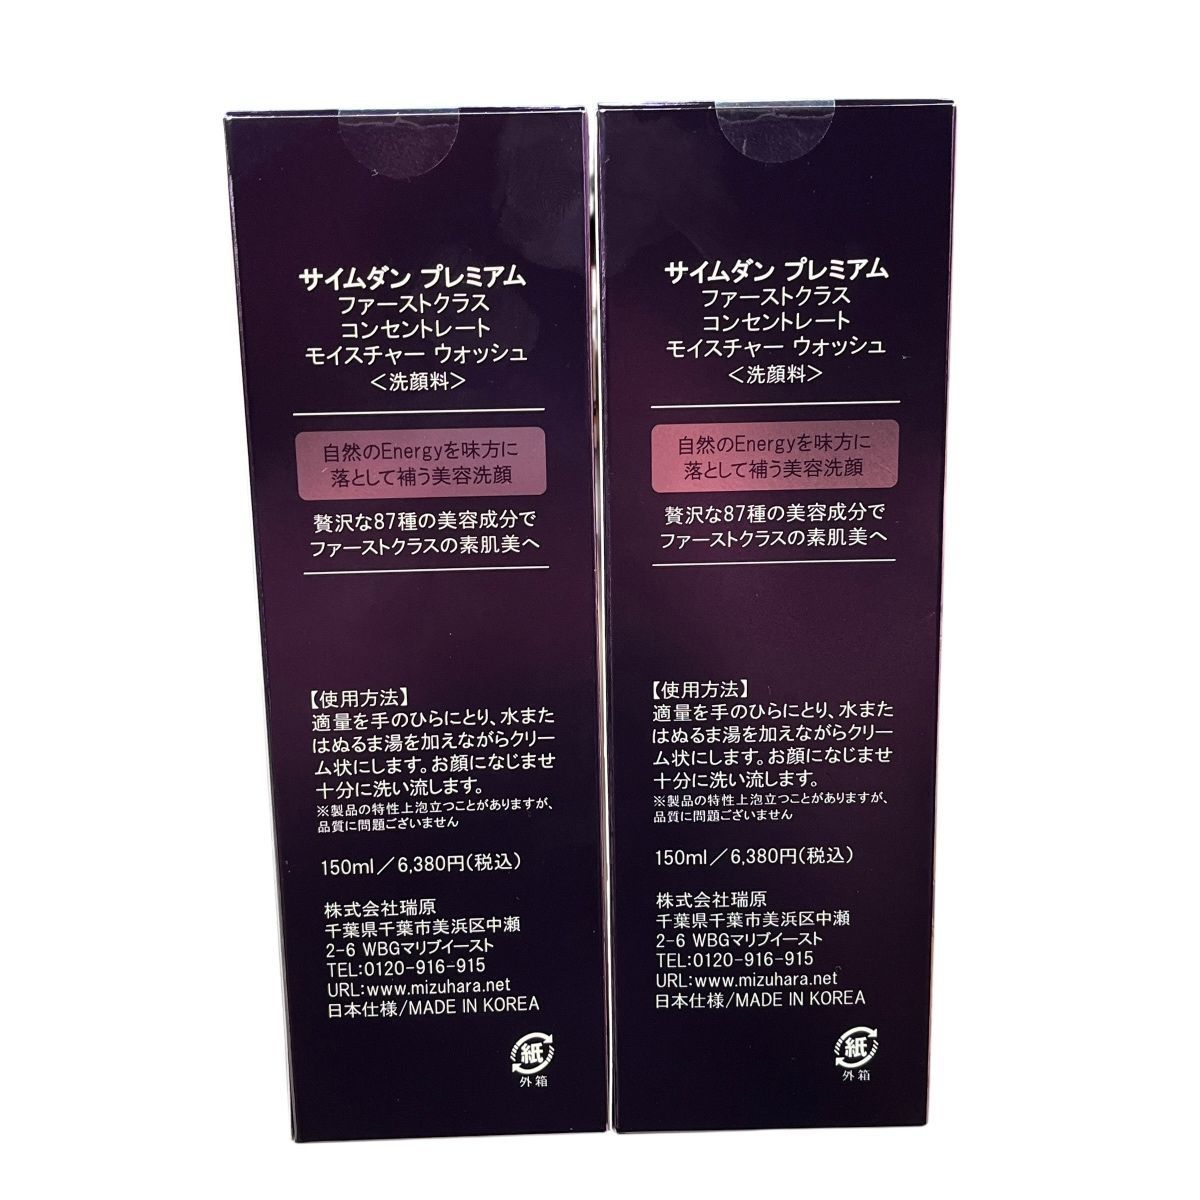 サイムダン プレミアム
ファーストクラス
コンセントレート
モイスチャー ウォッシュ
＜洗顔料＞
自然のEnergyを味方に
落として補う美容洗顔
贅沢な87種の美容成分で
ファーストクラスの素肌美へ
【使用方法】
適量を手のひらにとり、水また
はぬるま湯を加えながらクリー
ム状にします。お顔になじませ
十分に洗い流します。
※製品の特性上泡立つことがありますが、
品質に問題ございません
150ml／6,380円(税込)
株式会社瑞原
千葉県千葉市美浜区中瀬
2-6 WBGマリブイースト
TEL:0120-916-915
URL:www.mizuhara.net
日本仕様/MADE IN KOREA
紙
外箱
サイムダン プレミアム
ファーストクラス
コンセントレート
モイスチャー ウォッシュ
＜洗顔料＞
自然のEnergyを味方に
落として補う美容洗顔
贅沢な87種の美容成分で
ファーストクラスの素肌美へ
【使用方法】
適量を手のひらにとり、水また
はぬるま湯を加えながらクリー
ム状にします。お顔になじませ
十分に洗い流します。
※製品の特性上泡立つことがありますが、
品質に問題ございません
150ml／6,380円(税込)
株式会社瑞原
千葉県千葉市美浜区中瀬
2-6 WBGマリブイースト
TEL:0120-916-915
URL:www.mizuhara.net
日本仕様/MADE IN KOREA
紙
外箱